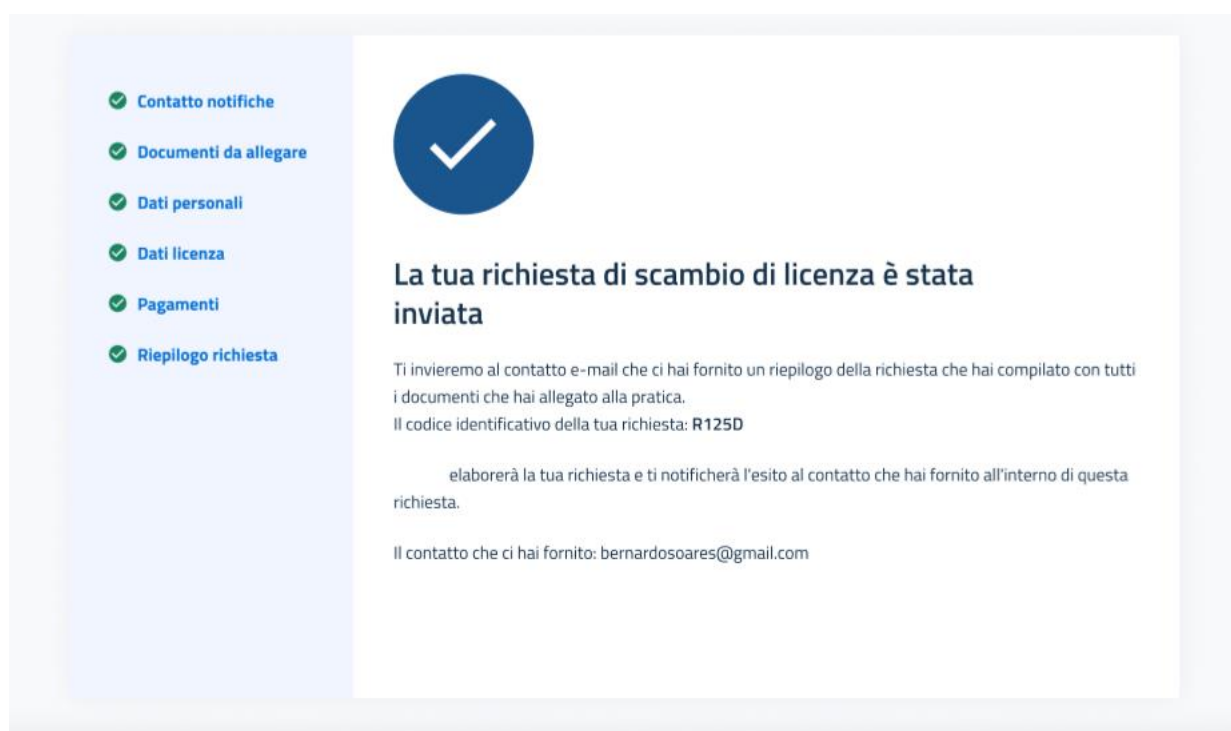 Contatto notifiche
Documenti da allegare
Dati personali
Dati licenza
Pagamenti
Riepilogo richiesta
La tua richiesta di scambio di licenza è stata
inviata
Ti invieremo al contatto e-mail che ci hai fornito un riepilogo della richiesta che hai compilato con tutti
i documenti che hai allegato alla pratica.
Il codice identificativo della tua richiesta: R125D
elaborerà la tua richiesta e ti notificherà l'esito al contatto che hai fornito all'interno di questa
richiesta.
Il contatto che ci hai fornito: bernardosoares@gmail.com